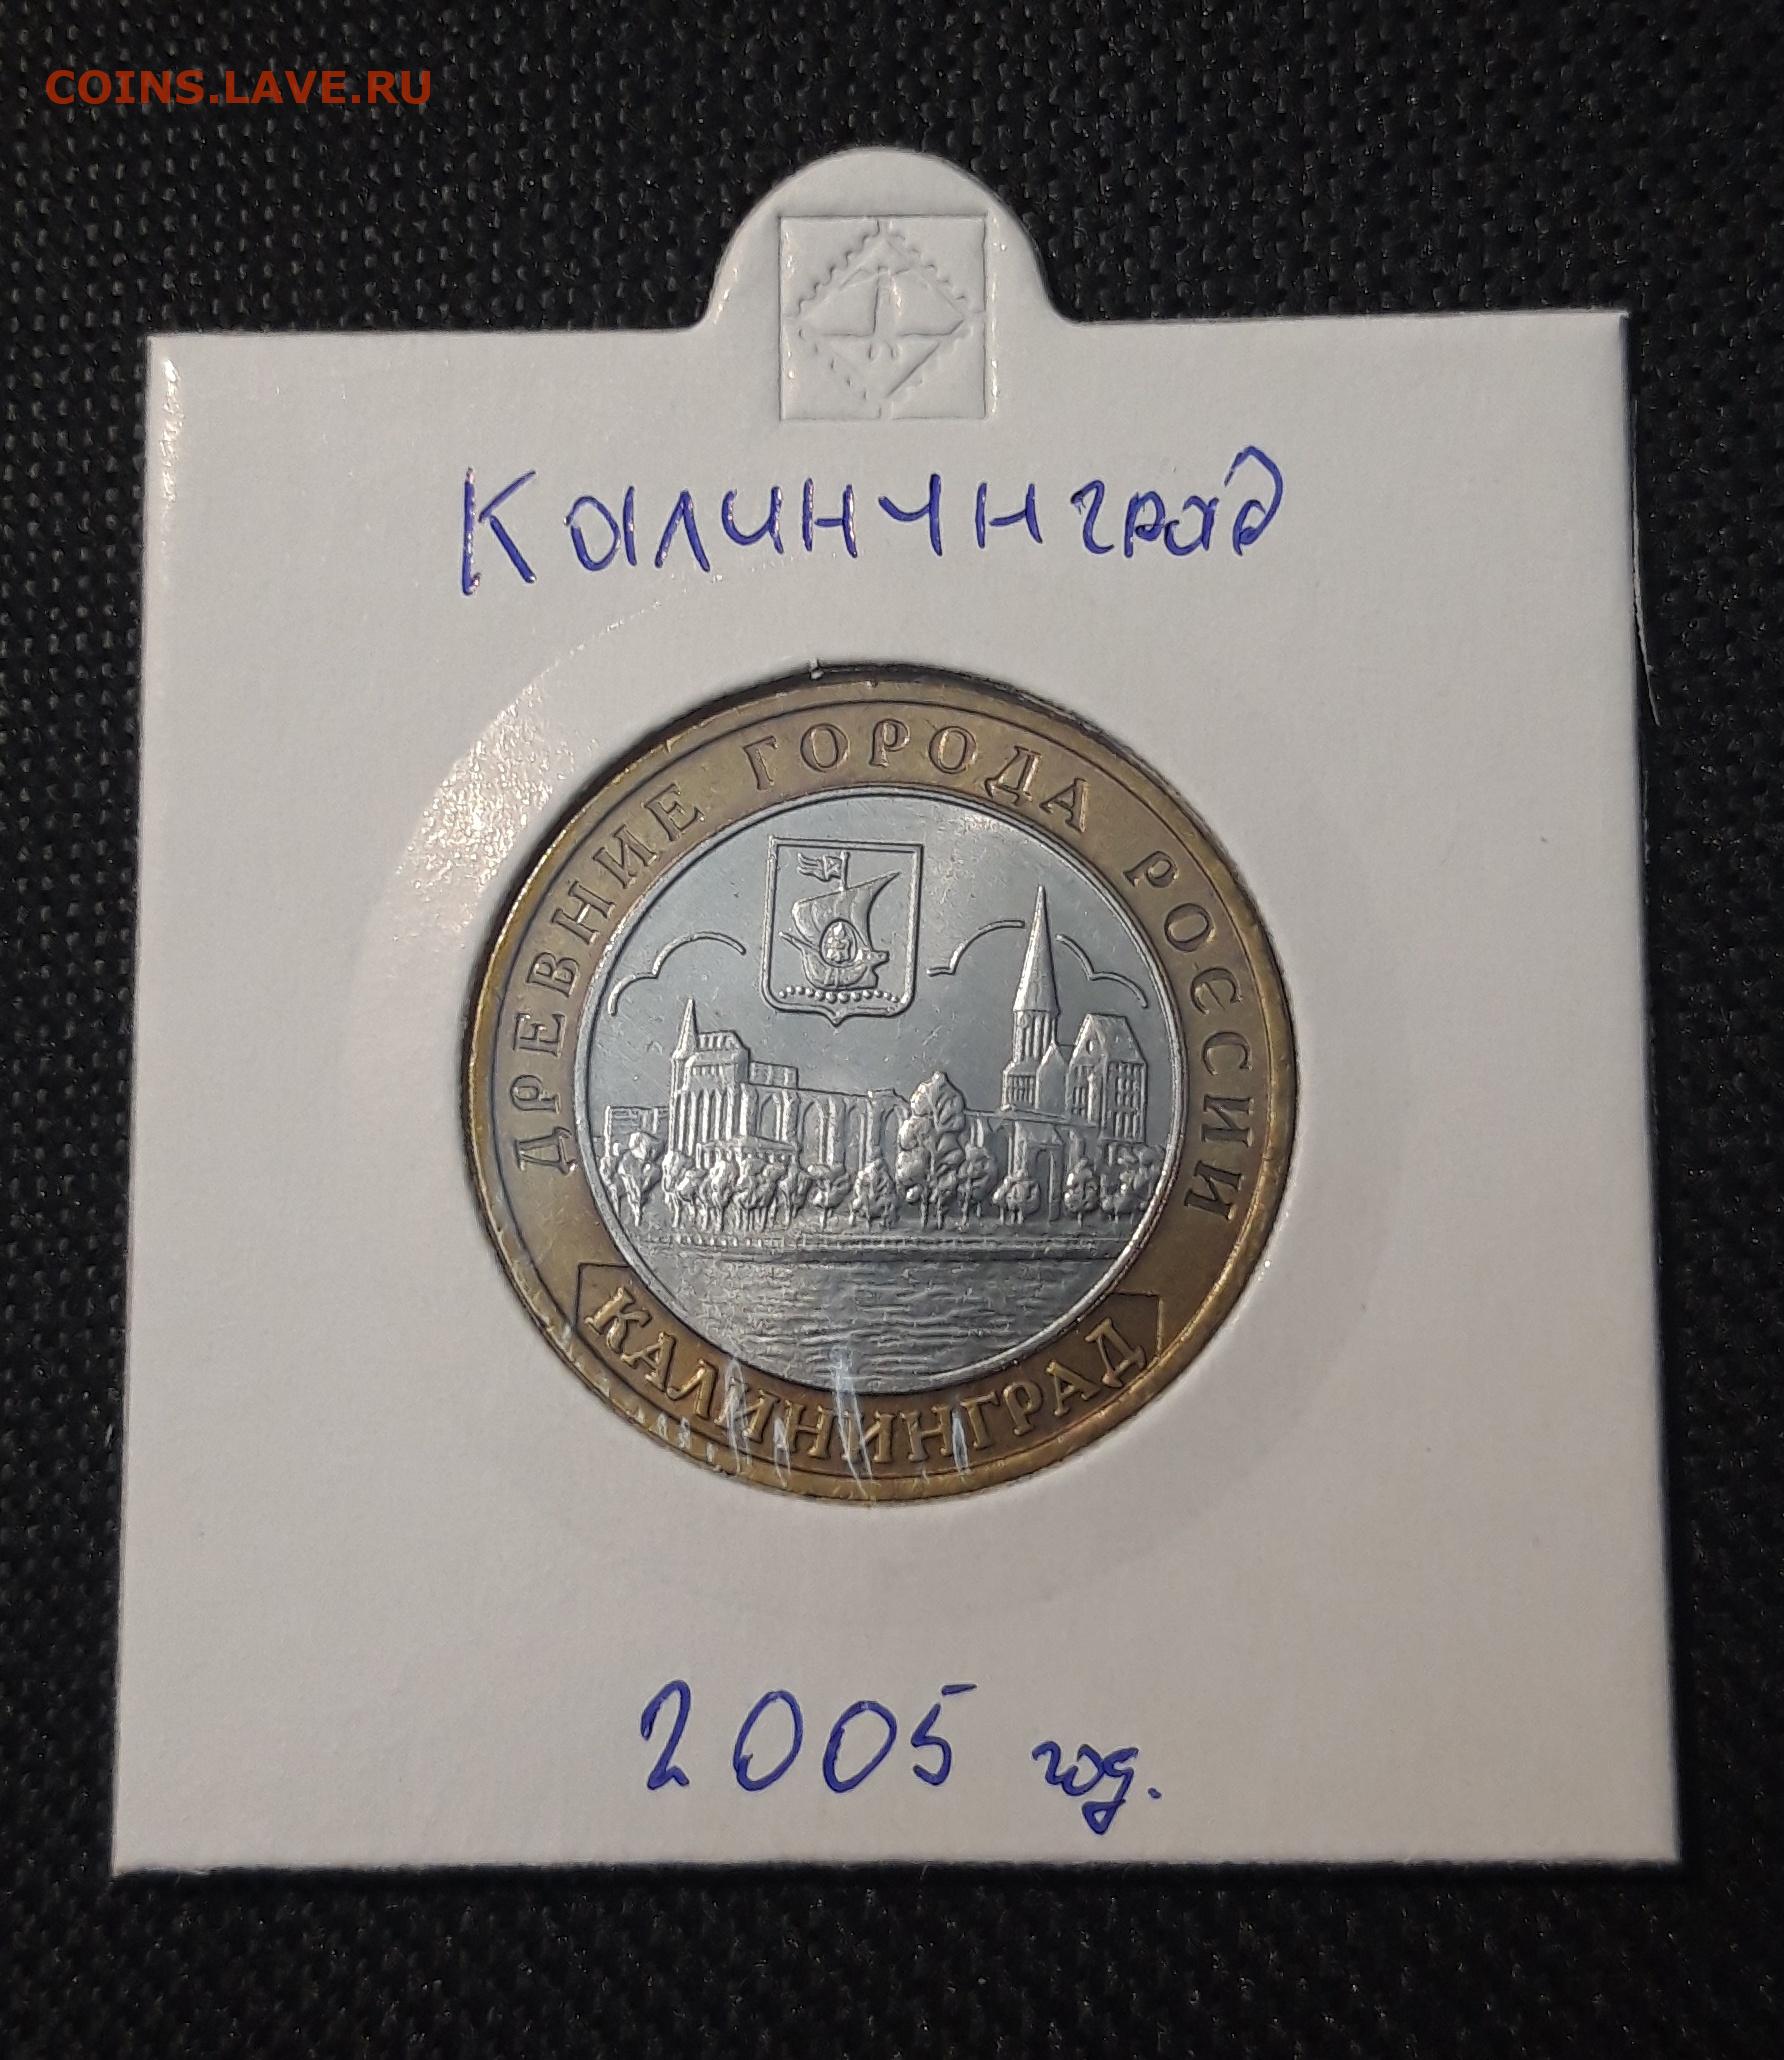 COINS.LAVE.RU
Калининград
ДРЕВНИЕ ГОРОДА РОССИИ
КАЛИНИНГРАД
2005 год.